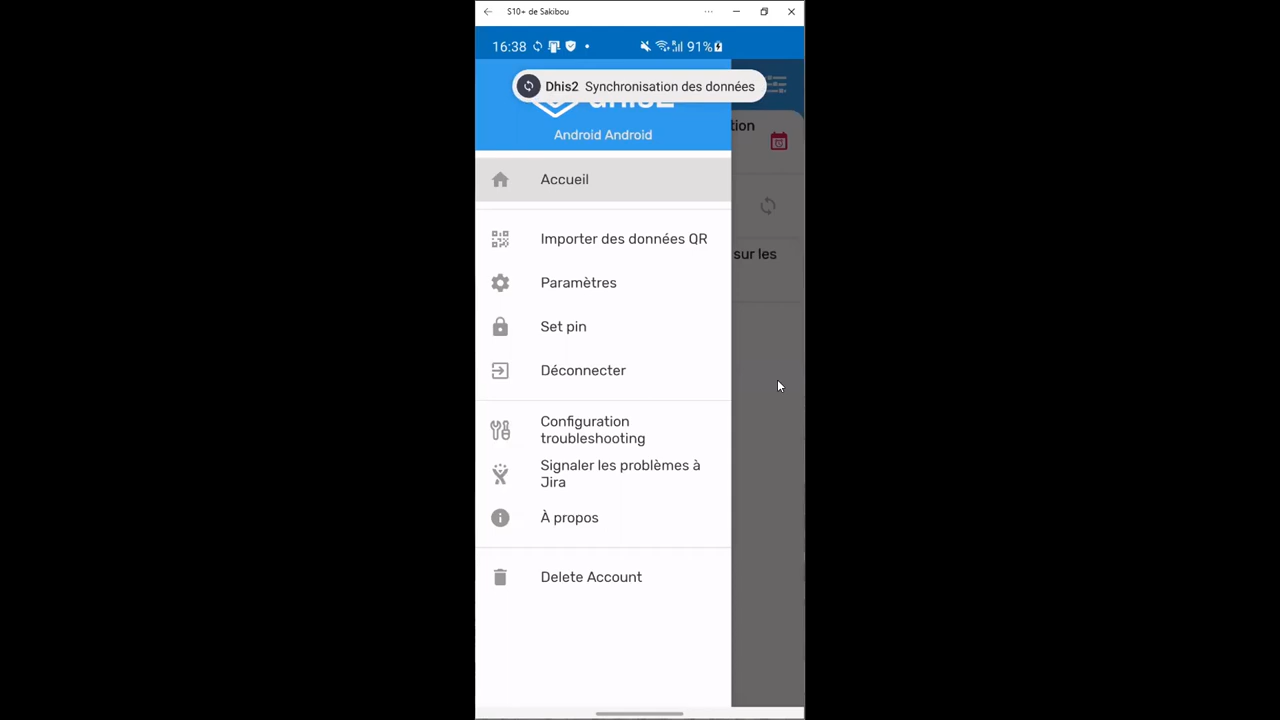 S10+ de Sakibou
16:38
91%
Dhis2 Synchronisation des données
Android Android
tion
Accueil
Importer des données QR
sur les
Paramètres
Set pin
Déconnecter
Configuration
troubleshooting
Signaler les problèmes à
Jira
À propos
Delete Account